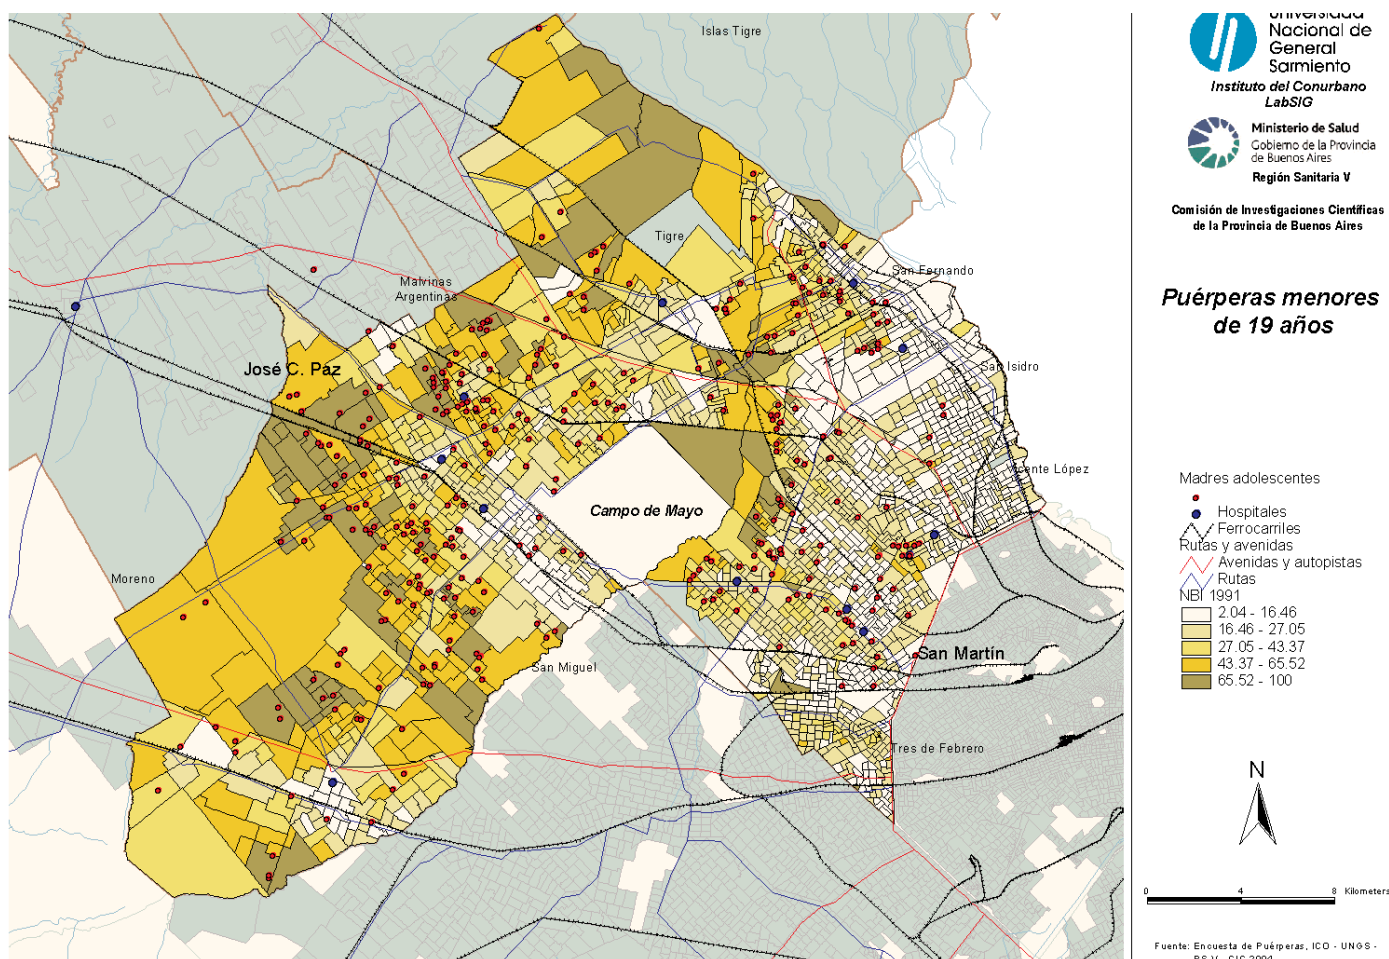 Universidad
Nacional de
General
Sarmiento
Instituto del Conurbano
LabSIG
Ministerio de Salud
Gobierno de la Provincia
de Buenos Aires
Región Sanitaria V
Comisión de Investigaciones Científicas
de la Provincia de Buenos Aires
Puérperas menores
de 19 años
Madres adolescentes
Hospitales
Ferrocarriles
Rutas y avenidas
Avenidas y autopistas
Rutas
NBI 1991
2.04 - 16.46
16.46 - 27.05
27.05 - 43.37
43.37 - 65.52
65.52 - 100
N
0 4 8 Kilometers
Fuente: Encuesta de Puérperas, ICO - UNGS -
RS V - CIC 2004
Islas Tigre
Tigre
San Fernando
Malvinas
Argentinas
José C. Paz
San Isidro
Vicente López
Campo de Mayo
Moreno
San Miguel
San Martín
Tres de Febrero